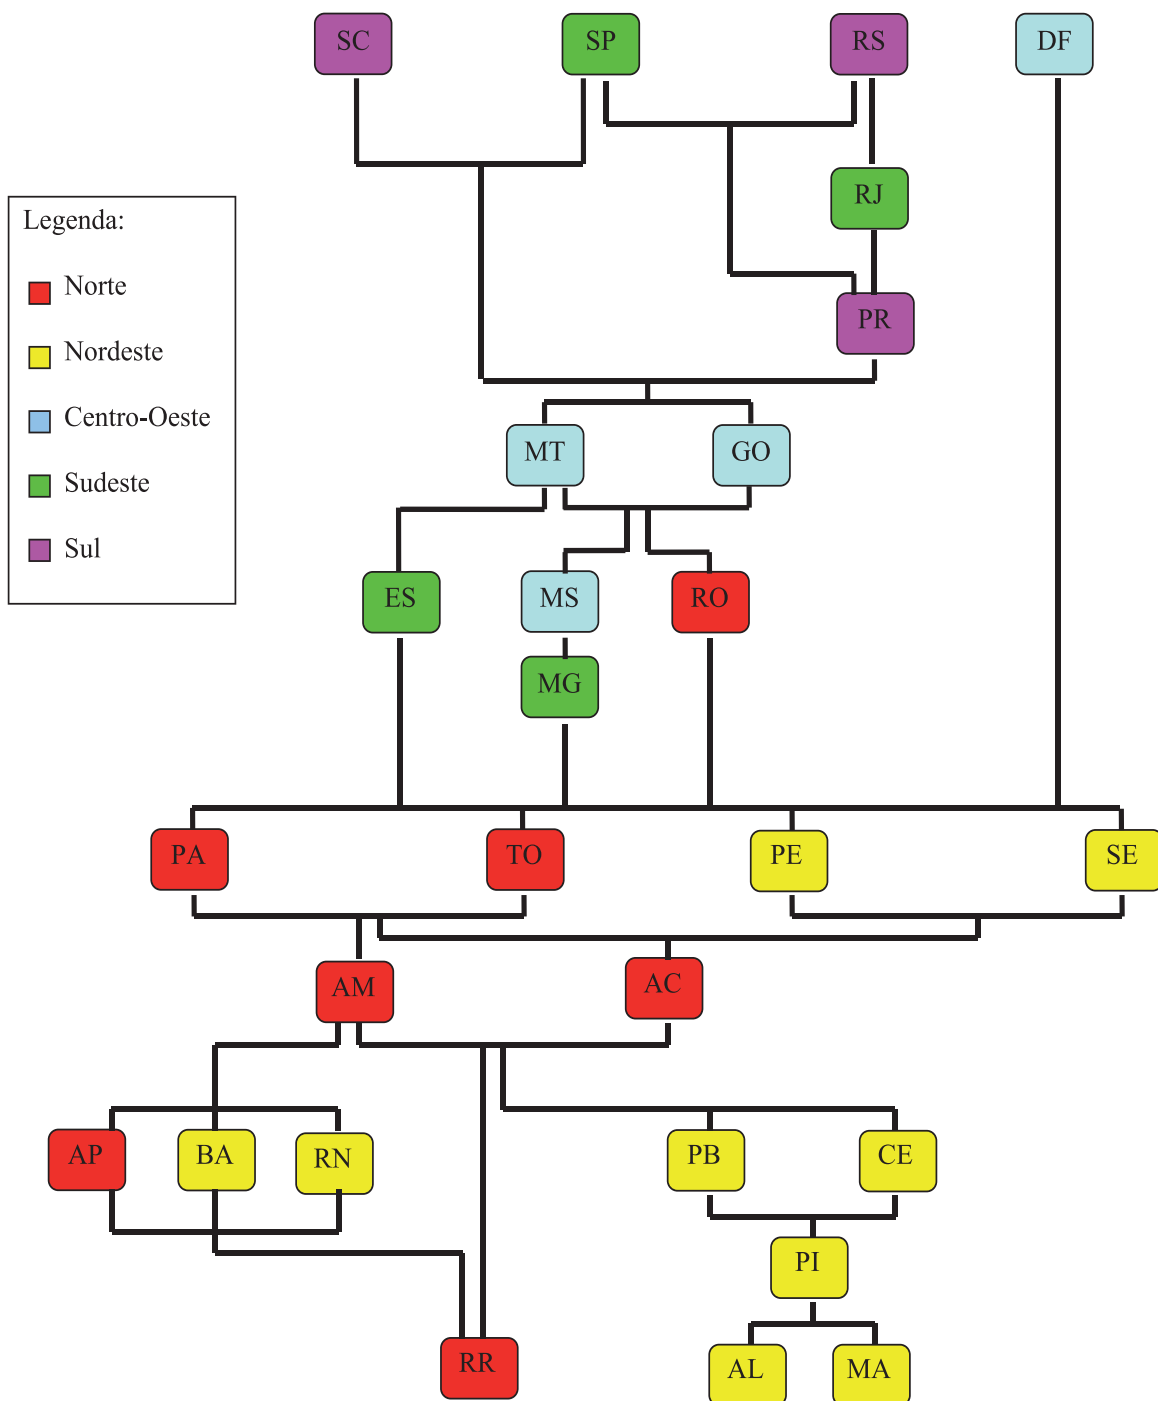 SC
SP
RS
DF
RJ
Legenda:
Norte
Nordeste
Centro-Oeste
Sudeste
Sul
PR
MT
GO
ES
MS
RO
MG
PA
TO
PE
SE
AM
AC
AP
BA
RN
PB
CE
PI
RR
AL
MA